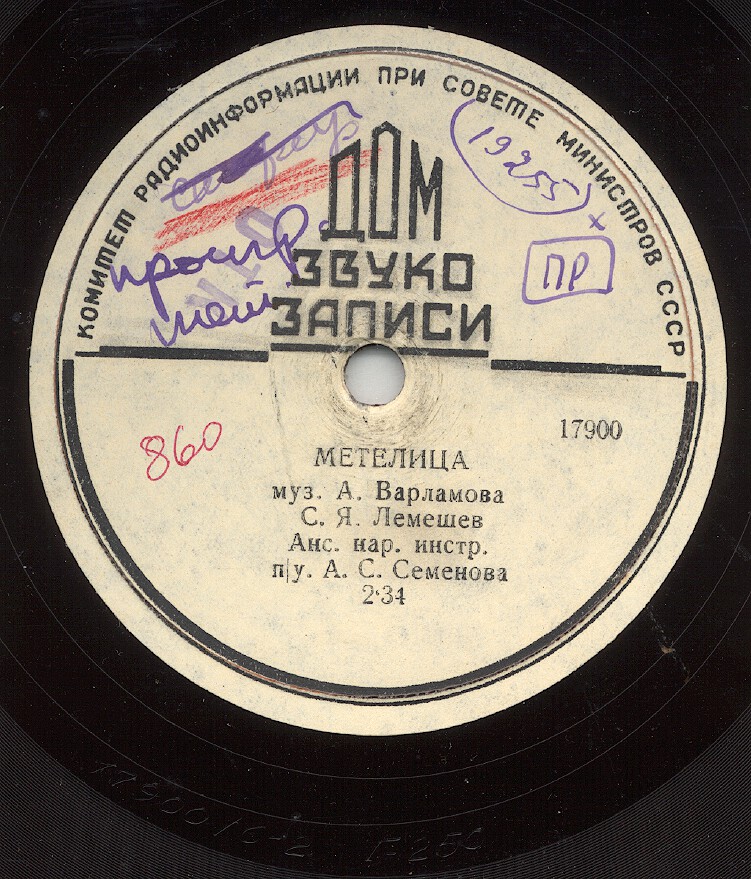 КОМИТЕТ РАДИОИНФОРМАЦИИ ПРИ СОВЕТЕ МИНИСТРОВ СССР
19255
x
ДОМ
ЗВУКО
ЗАПИСИ
ПР
проигр.
860
17900
МЕТЕЛИЦА
муз. А. Варламова
С. Я. Лемешев
Анс. нар. инстр.
п/у. А. С. Семенова
2·34